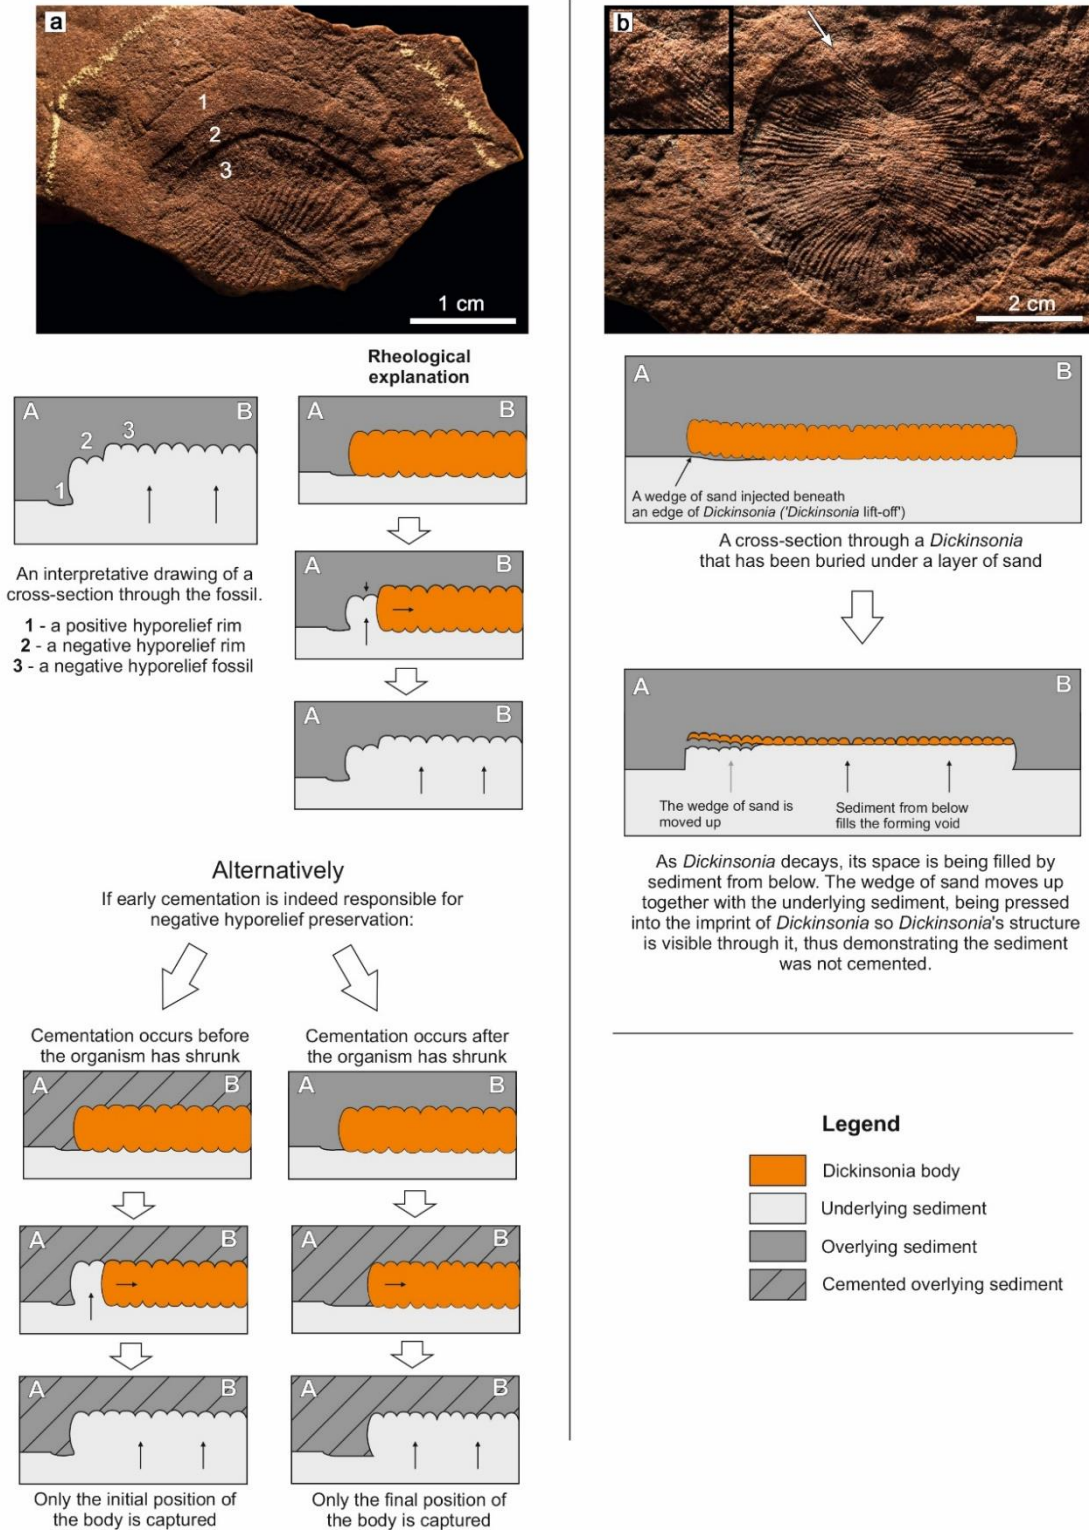 a
1
2
3
1 cm
Rheological
explanation
A
B
1
2
3
A
B
A
B
A
B
An interpretative drawing of a
cross-section through the fossil.
1 - a positive hyporelief rim
2 - a negative hyporelief rim
3 - a negative hyporelief fossil
Alternatively
If early cementation is indeed responsible for
negative hyporelief preservation:
Cementation occurs before
the organism has shrunk
A
B
A
B
A
B
Only the initial position of
the body is captured
Cementation occurs after
the organism has shrunk
A
B
A
B
A
B
Only the final position of
the body is captured
b
2 cm
A
B
A wedge of sand injected beneath
an edge of Dickinsonia ('Dickinsonia lift-off')
A cross-section through a Dickinsonia
that has been buried under a layer of sand
A
B
The wedge of sand is
moved up
Sediment from below
fills the forming void
As Dickinsonia decays, its space is being filled by
sediment from below. The wedge of sand moves up
together with the underlying sediment, being pressed
into the imprint of Dickinsonia so Dickinsonia's structure
is visible through it, thus demonstrating the sediment
was not cemented.
Legend
Dickinsonia body
Underlying sediment
Overlying sediment
Cemented overlying sediment